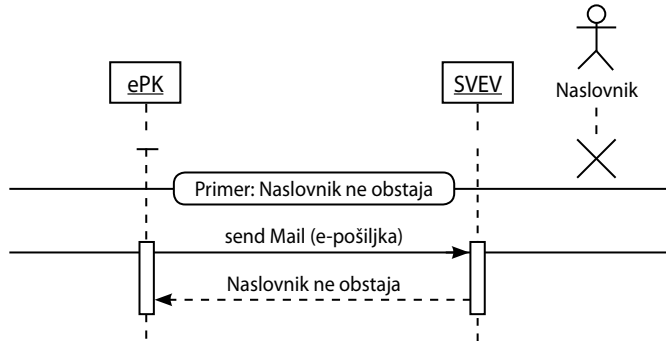 ePK
SVEV
Naslovnik
Primer: Naslovnik ne obstaja
send Mail (e-pošiljka)
Naslovnik ne obstaja